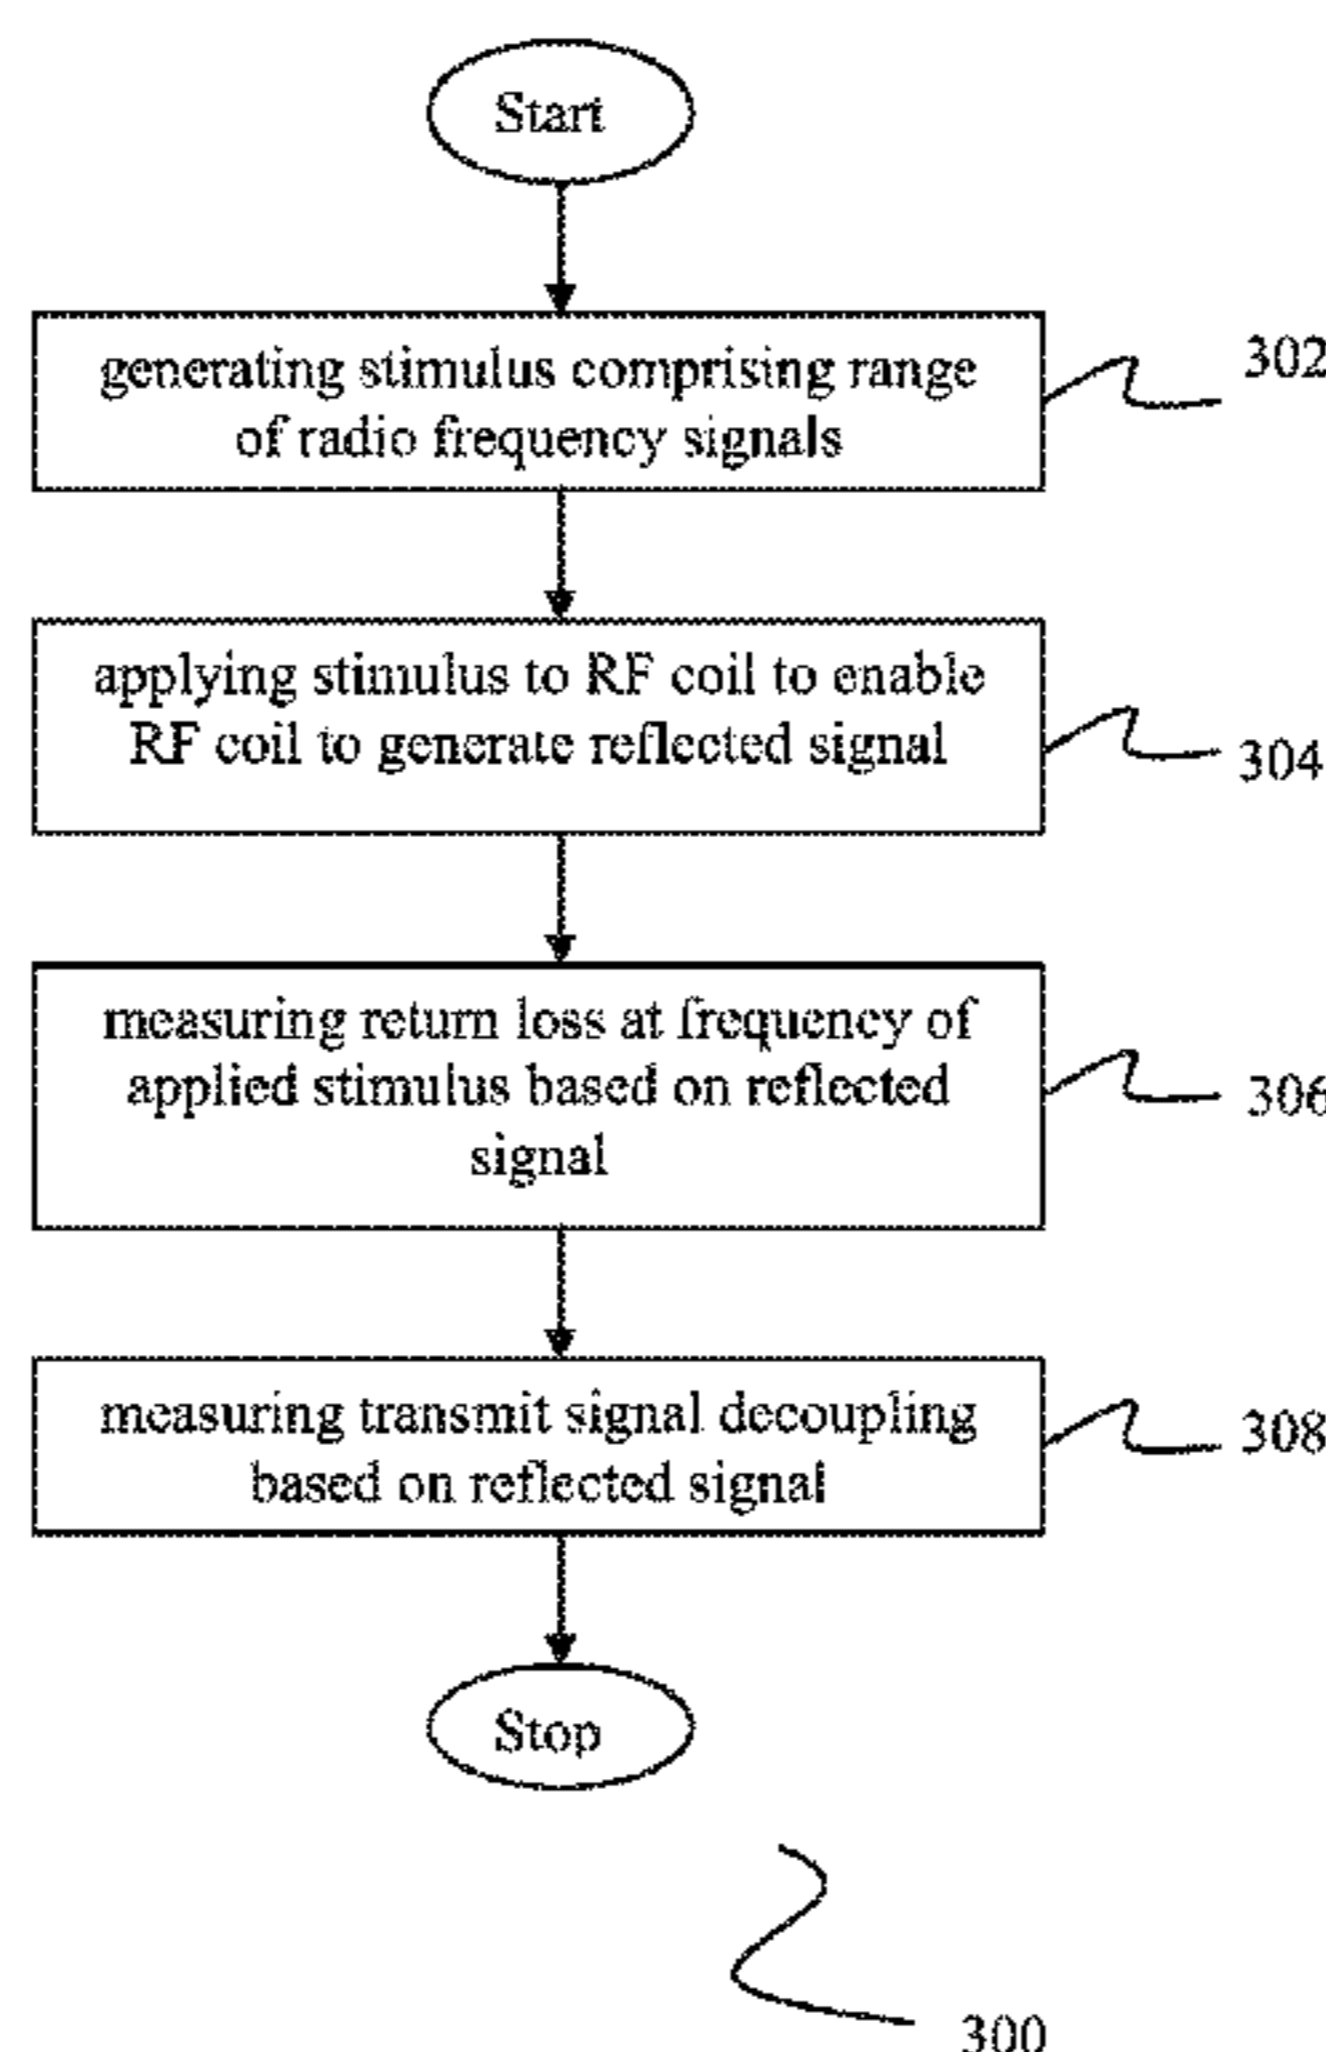 Start
generating stimulus comprising range
of radio frequency signals
302
applying stimulus to RF coil to enable
RF coil to generate reflected signal
304
measuring return loss at frequency of
applied stimulus based on reflected
signal
306
measuring transmit signal decoupling
based on reflected signal
308
Stop
300